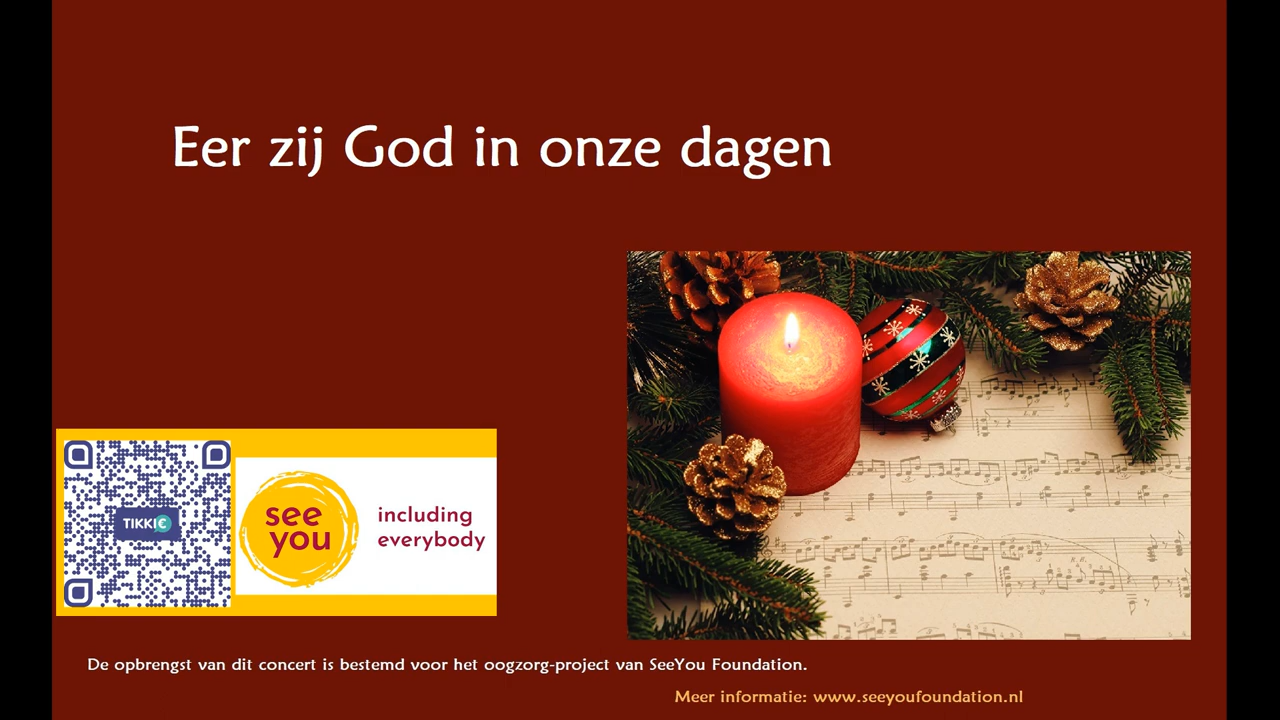 Eer zij God in onze dagen
TIKKIE
see
you
including
everybody
De opbrengst van dit concert is bestemd voor het oogzorg-project van SeeYou Foundation.
Meer informatie: www.seeyoufoundation.nl